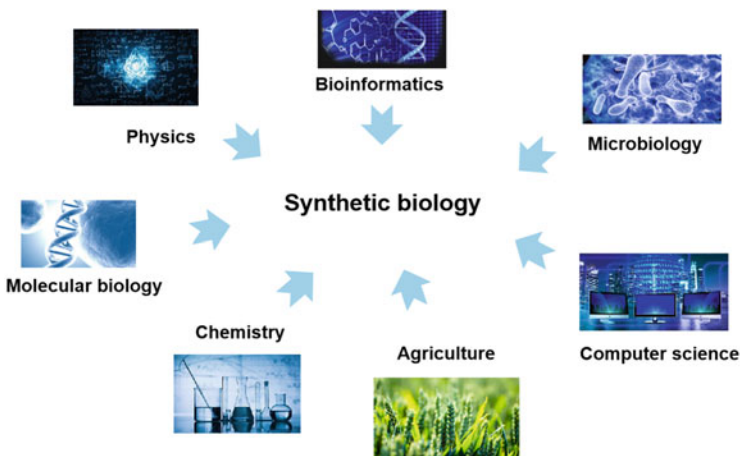 Bioinformatics
Physics
Microbiology
Synthetic biology
Molecular biology
Chemistry
Agriculture
Computer science